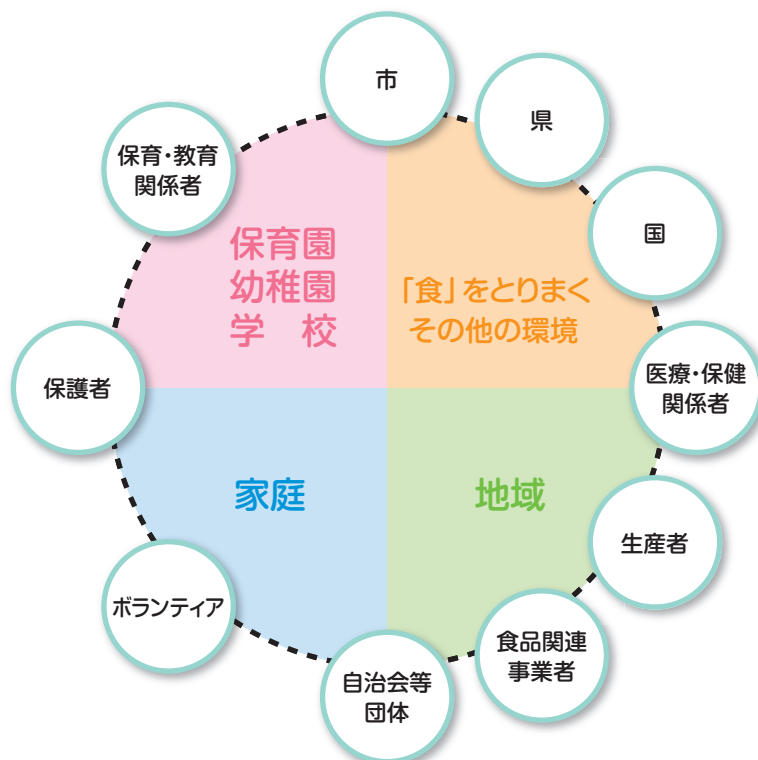 市
県
保育・教育
関係者
国
保育園
幼稚園
学　校
「食」をとりまく
その他の環境
保護者
医療・保健
関係者
家庭
地域
生産者
ボランティア
食品関連
事業者
自治会等
団体